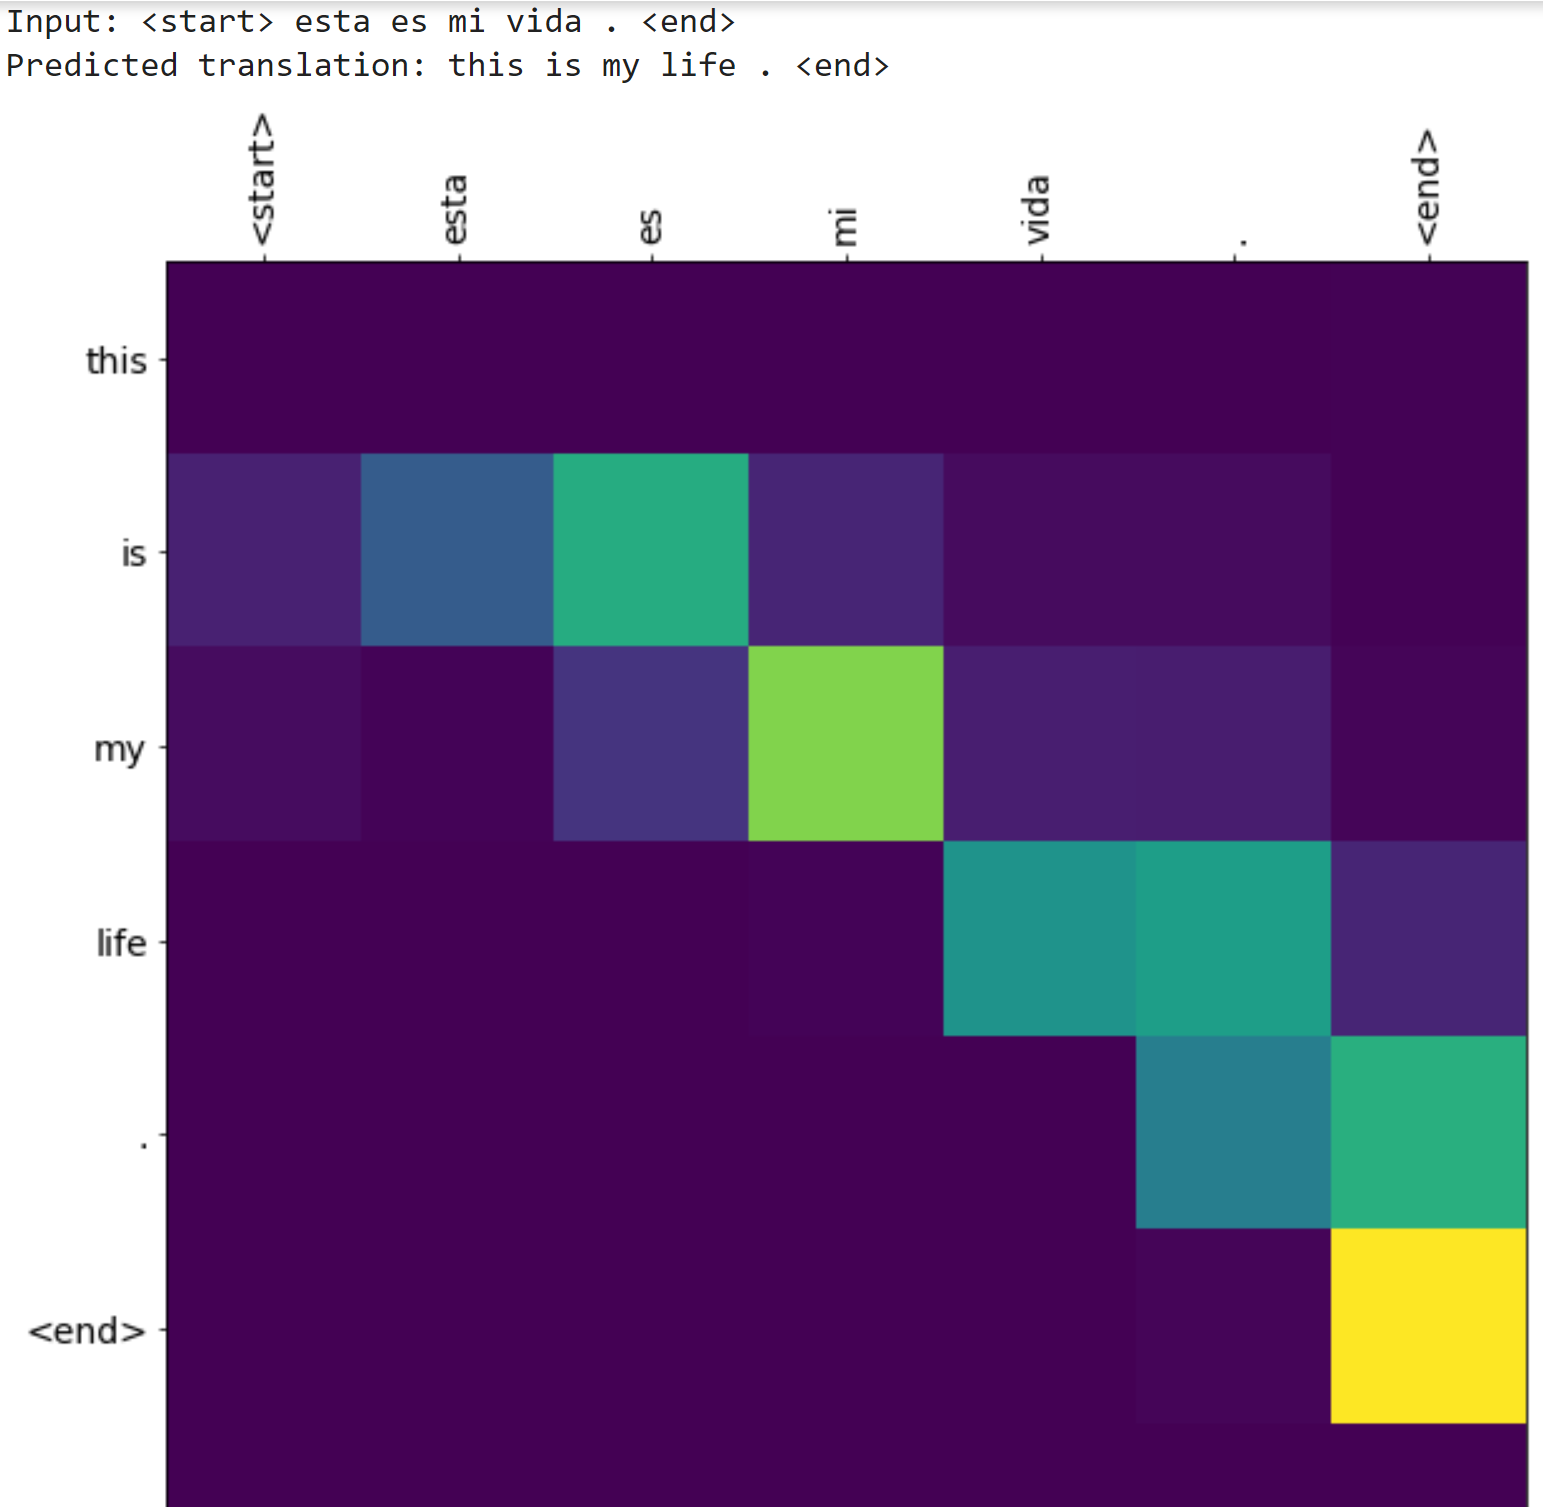 Input: <start> esta es mi vida . <end>
Predicted translation: this is my life . <end>
<start> esta es mi vida . <end>
this
is
my
life
.
<end>